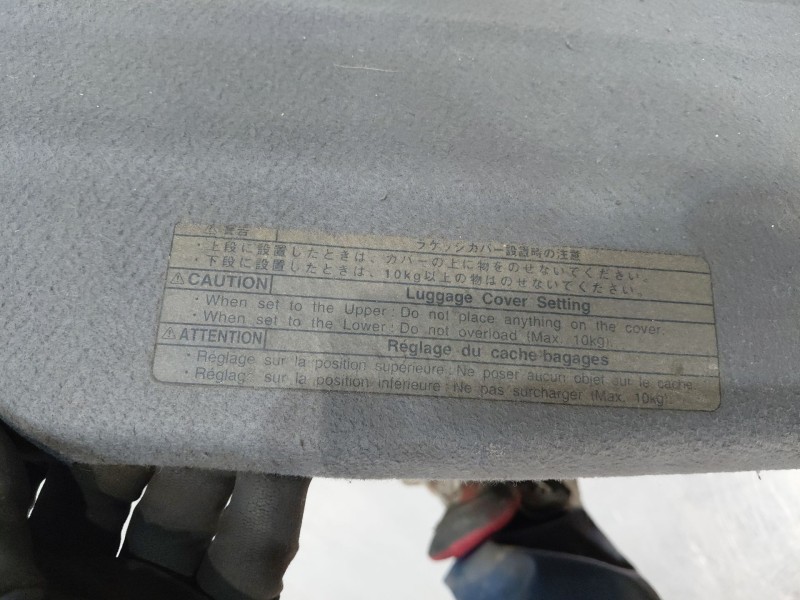 ⚠警告 ラゲッジカバー設置時の注意
・上段に設置したときは、カバーの上に物をのせないでください。
・下段に設置したときは、10kg以上の物はのせないでください。
⚠CAUTION Luggage Cover Setting
・When set to the Upper : Do not place anything on the cover.
・When set to the Lower : Do not overload (Max. 10kg).
⚠ATTENTION Réglage du cache bagages
・Réglage sur la position supérieure : Ne poser aucun objet sur le cache.
・Réglag sur la position inférieure : Ne pas surcharger (Max. 10kg).